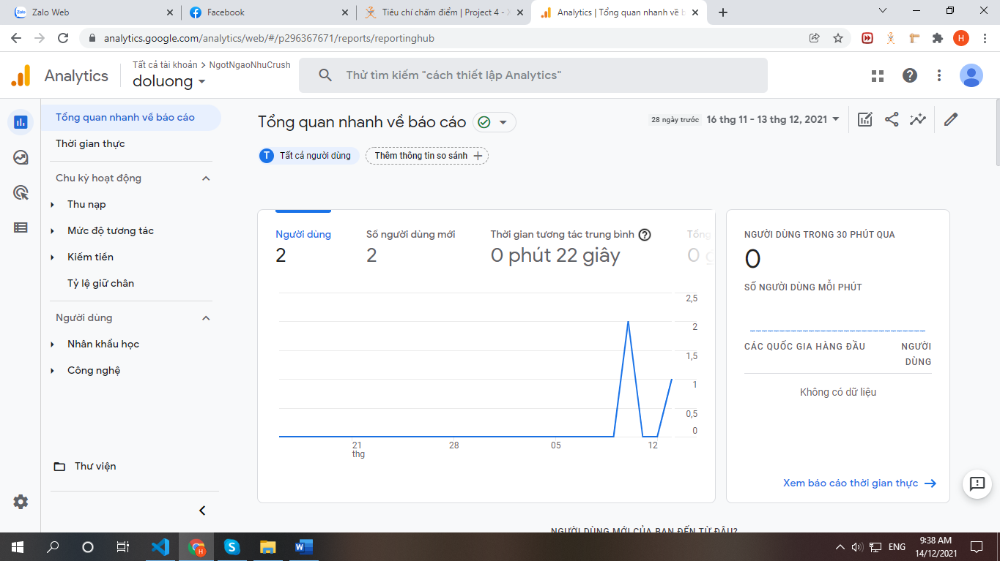 Zalo Web
Facebook
Tiêu chí chấm điểm | Project 4 - X
Analytics | Tổng quan nhanh về b
analytics.google.com/analytics/web/#/p296367671/reports/reportinghub
H
Analytics
Tất cả tài khoản > NgotNgaoNhuCrush
doluong
Thử tìm kiếm "cách thiết lập Analytics"
Tổng quan nhanh về báo cáo
Thời gian thực
Chu kỳ hoạt động
Thu nạp
Mức độ tương tác
Kiếm tiền
Tỷ lệ giữ chân
Người dùng
Nhân khẩu học
Công nghệ
Thư viện
Tổng quan nhanh về báo cáo
28 ngày trước 16 thg 11 - 13 thg 12, 2021
T Tất cả người dùng
Thêm thông tin so sánh
Người dùng
2
Số người dùng mới
2
Thời gian tương tác trung bình
0 phút 22 giây
Tổng
0
2,5
2
1,5
1
0,5
0
21
thg
28
05
12
NGƯỜI DÙNG TRONG 30 PHÚT QUA
0
SỐ NGƯỜI DÙNG MỖI PHÚT
CÁC QUỐC GIA HÀNG ĐẦU
NGƯỜI
DÙNG
Không có dữ liệu
Xem báo cáo thời gian thực
NGƯỜI DÙNG MỚI CỦA BẠN ĐẾN TỪ ĐÂU?
ENG
9:38 AM
14/12/2021